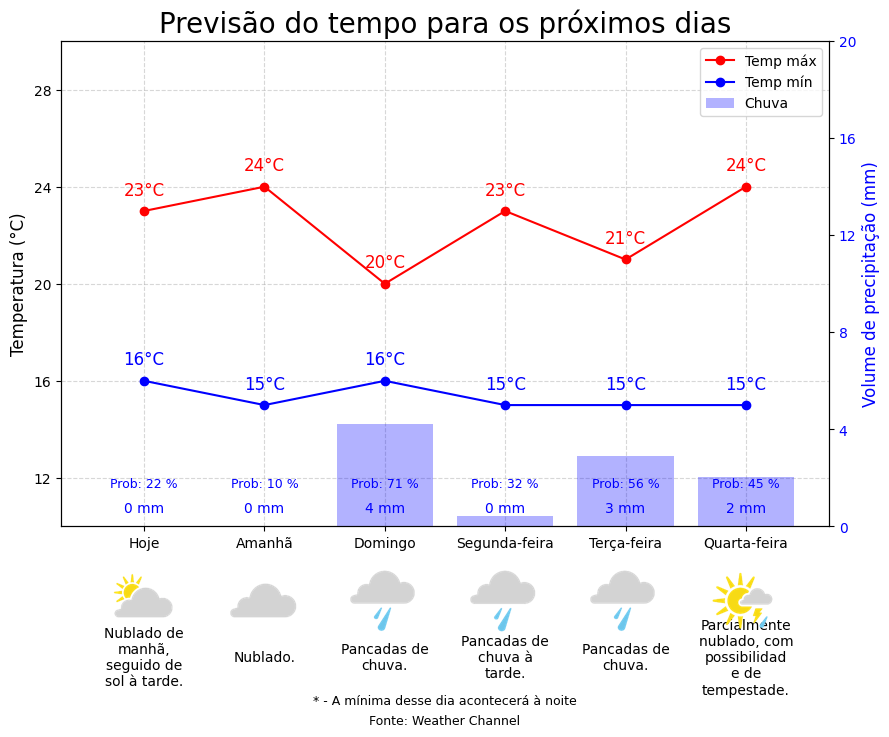 Previsão do tempo para os próximos dias
Temperatura (°C)
28
24
20
16
12
Volume de precipitação (mm)
20
16
12
8
4
0
Temp máx
Temp mín
Chuva
23°C
24°C
20°C
23°C
21°C
24°C
16°C
15°C
16°C
15°C
15°C
15°C
Prob: 22 %
Prob: 10 %
Prob: 71 %
Prob: 32 %
Prob: 56 %
Prob: 45 %
0 mm
0 mm
4 mm
0 mm
3 mm
2 mm
Hoje
Amanhã
Domingo
Segunda-feira
Terça-feira
Quarta-feira
Nublado de
manhã,
seguido de
sol à tarde.
Nublado.
Pancadas de
chuva.
Pancadas de
chuva à
tarde.
Pancadas de
chuva.
Parcialmente
nublado, com
possibilidad
e de
tempestade.
* - A mínima desse dia acontecerá à noite
Fonte: Weather Channel